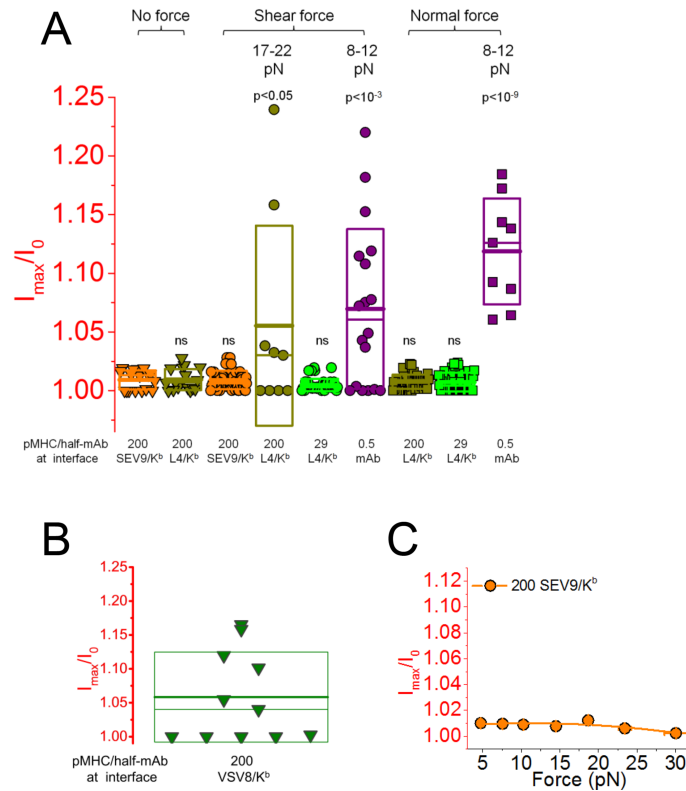 A
No force
Shear force
Normal force
17-22
pN
8-12
pN
8-12
pN
p<0.05
p<10⁻³
p<10⁻⁹
1.25
1.20
1.15
1.10
1.05
1.00
Imax/I0
ns
ns
ns
ns
ns
pMHC/half-mAb
at interface
200
SEV9/Kᵇ
200
L4/Kᵇ
200
SEV9/Kᵇ
200
L4/Kᵇ
29
L4/Kᵇ
0.5
mAb
200
L4/Kᵇ
29
L4/Kᵇ
0.5
mAb
B
1.25
1.20
1.15
1.10
1.05
1.00
Imax/I0
pMHC/half-mAb
at interface
200
VSV8/Kᵇ
C
200 SEV9/Kᵇ
1.12
1.10
1.08
1.06
1.04
1.02
1.00
Imax/I0
5 10 15 20 25 30
Force (pN)